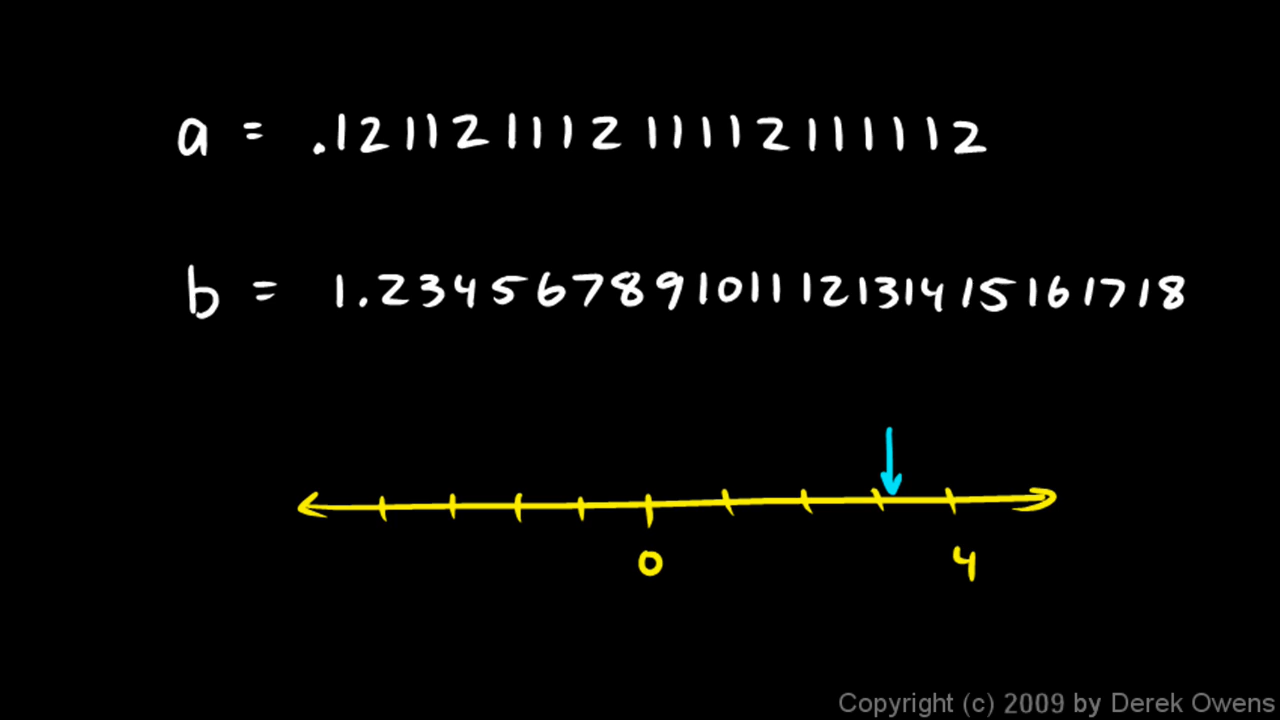 a = .12112111211112111112
b = 1.23456789101112131415161718
0 4
Copyright (c) 2009 by Derek Owens